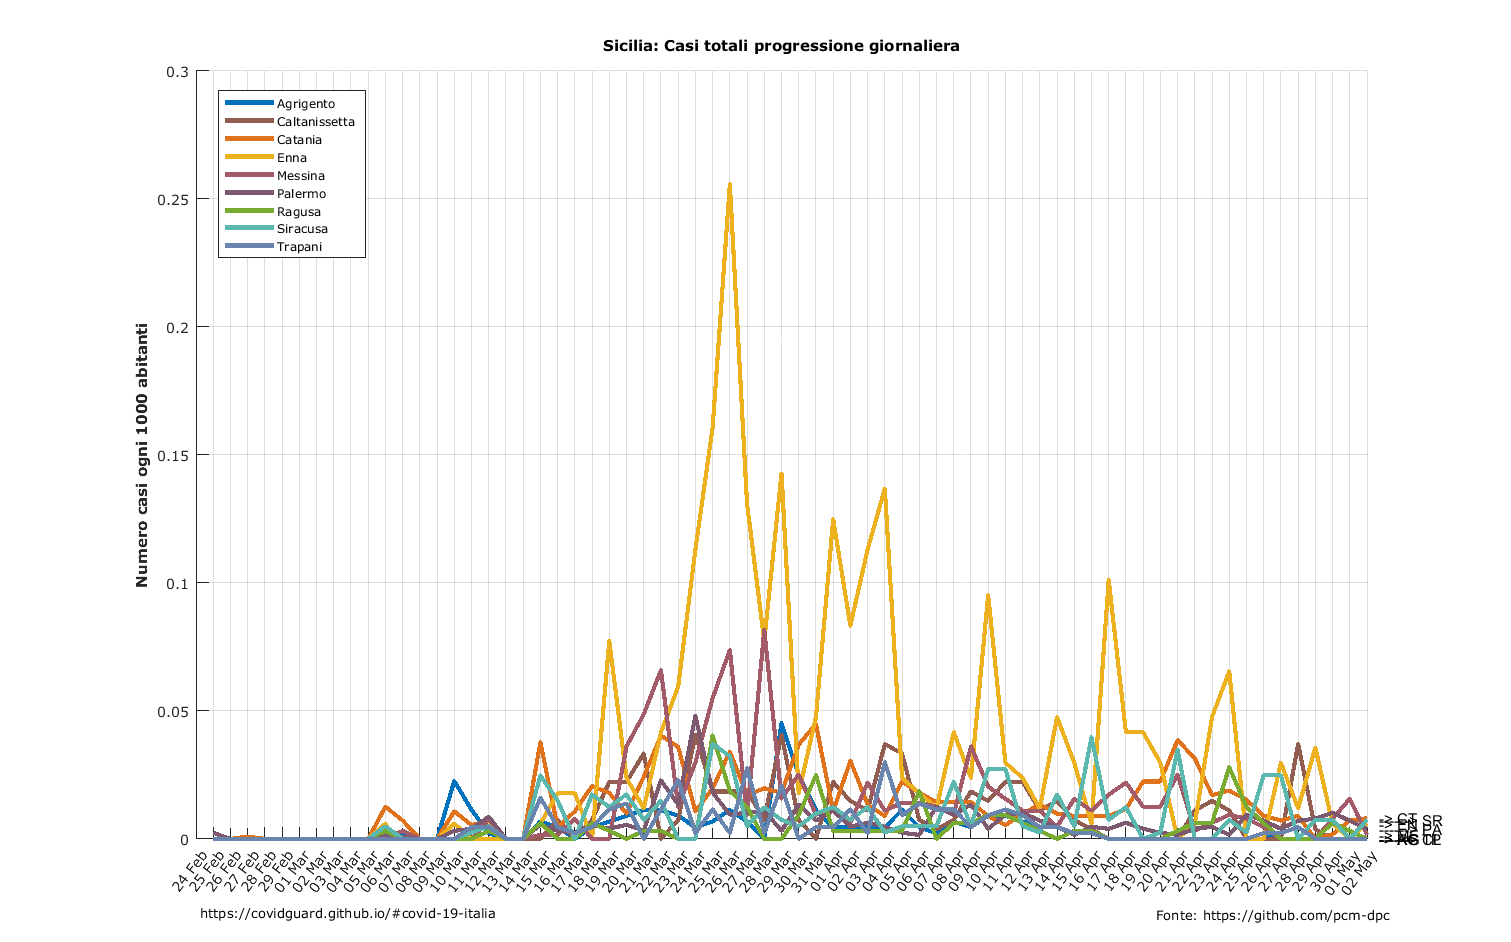 Sicilia: Casi totali progressione giornaliera
0.3
0.25
0.2
0.15
0.1
0.05
0
Numero casi ogni 1000 abitanti
Agrigento
Caltanissetta
Catania
Enna
Messina
Palermo
Ragusa
Siracusa
Trapani
24 Feb
25 Feb
26 Feb
27 Feb
28 Feb
29 Feb
01 Mar
02 Mar
03 Mar
04 Mar
05 Mar
06 Mar
07 Mar
08 Mar
09 Mar
10 Mar
11 Mar
12 Mar
13 Mar
14 Mar
15 Mar
16 Mar
17 Mar
18 Mar
19 Mar
20 Mar
21 Mar
22 Mar
23 Mar
24 Mar
25 Mar
26 Mar
27 Mar
28 Mar
29 Mar
30 Mar
31 Mar
01 Apr
02 Apr
03 Apr
04 Apr
05 Apr
06 Apr
07 Apr
08 Apr
09 Apr
10 Apr
11 Apr
12 Apr
13 Apr
14 Apr
15 Apr
16 Apr
17 Apr
18 Apr
19 Apr
20 Apr
21 Apr
22 Apr
23 Apr
24 Apr
25 Apr
26 Apr
27 Apr
28 Apr
29 Apr
30 Apr
01 May
02 May
-> CT SR
PA
https://covidguard.github.io/#covid-19-italia
Fonte: https://github.com/pcm-dpc